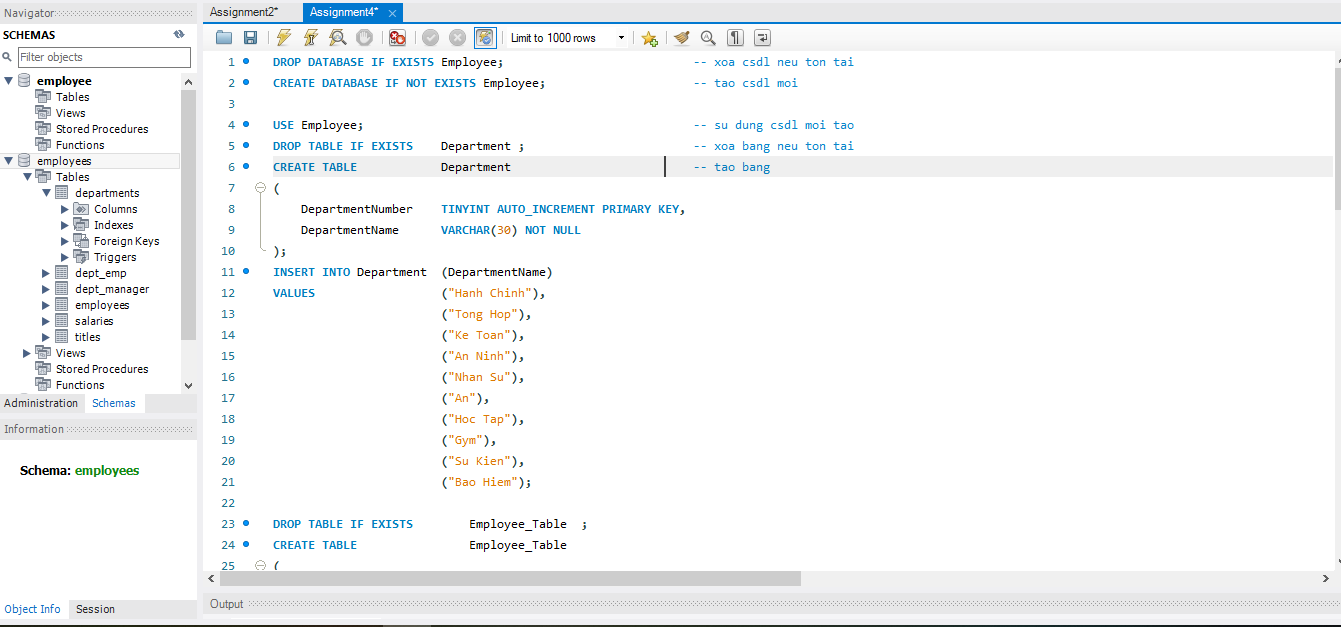 Navigator
SCHEMAS
Filter objects
employee
Tables
Views
Stored Procedures
Functions
employees
Tables
departments
Columns
Indexes
Foreign Keys
Triggers
dept_emp
dept_manager
employees
salaries
titles
Views
Stored Procedures
Functions
Administration Schemas
Information
Schema: employees
Object Info Session
Assignment2* Assignment4*
Limit to 1000 rows
1 DROP DATABASE IF EXISTS Employee; -- xoa csdl neu ton tai
2 CREATE DATABASE IF NOT EXISTS Employee; -- tao csdl moi
3
4 USE Employee; -- su dung csdl moi tao
5 DROP TABLE IF EXISTS Department ; -- xoa bang neu ton tai
6 CREATE TABLE Department -- tao bang
7 (
8 DepartmentNumber TINYINT AUTO_INCREMENT PRIMARY KEY,
9 DepartmentName VARCHAR(30) NOT NULL
10 );
11 INSERT INTO Department (DepartmentName)
12 VALUES ("Hanh Chinh"),
13 ("Tong Hop"),
14 ("Ke Toan"),
15 ("An Ninh"),
16 ("Nhan Su"),
17 ("An"),
18 ("Hoc Tap"),
19 ("Gym"),
20 ("Su Kien"),
21 ("Bao Hiem");
22
23 DROP TABLE IF EXISTS Employee_Table ;
24 CREATE TABLE Employee_Table
25 (
Output